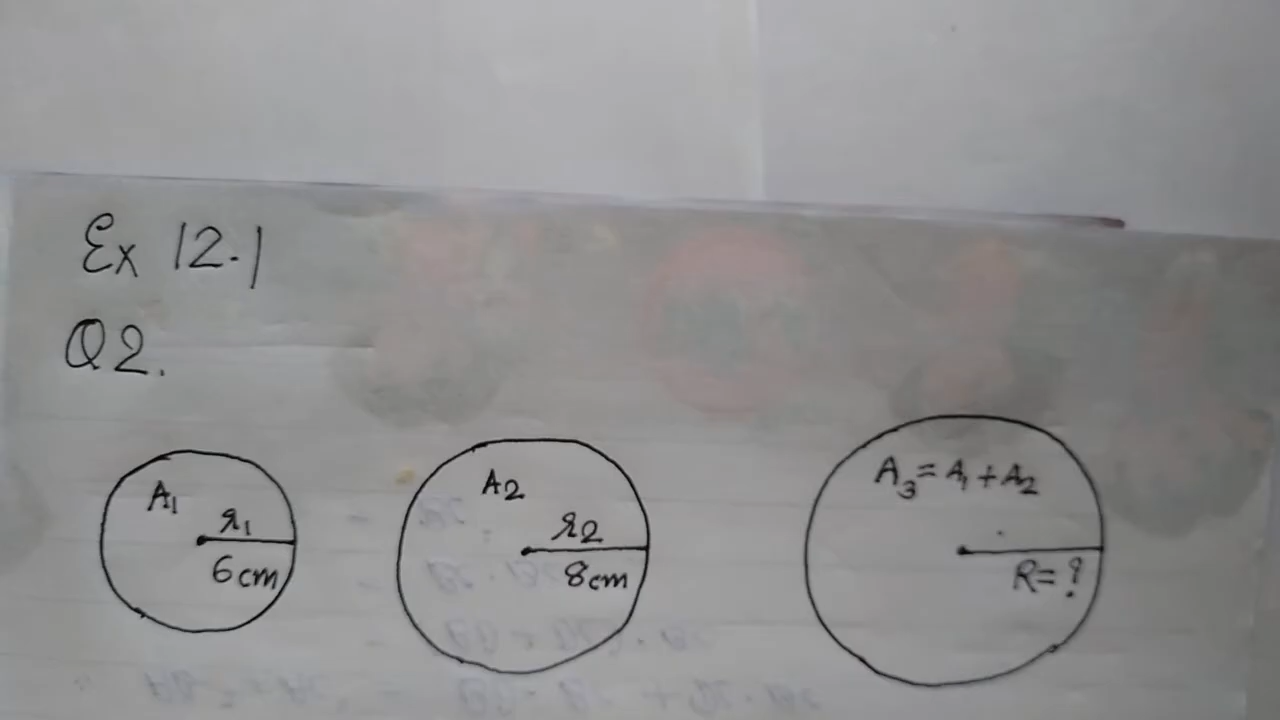 Ex 12.1
Q2.
A1
r1
6cm
A2
r2
8cm
A3=A1+A2
R=?